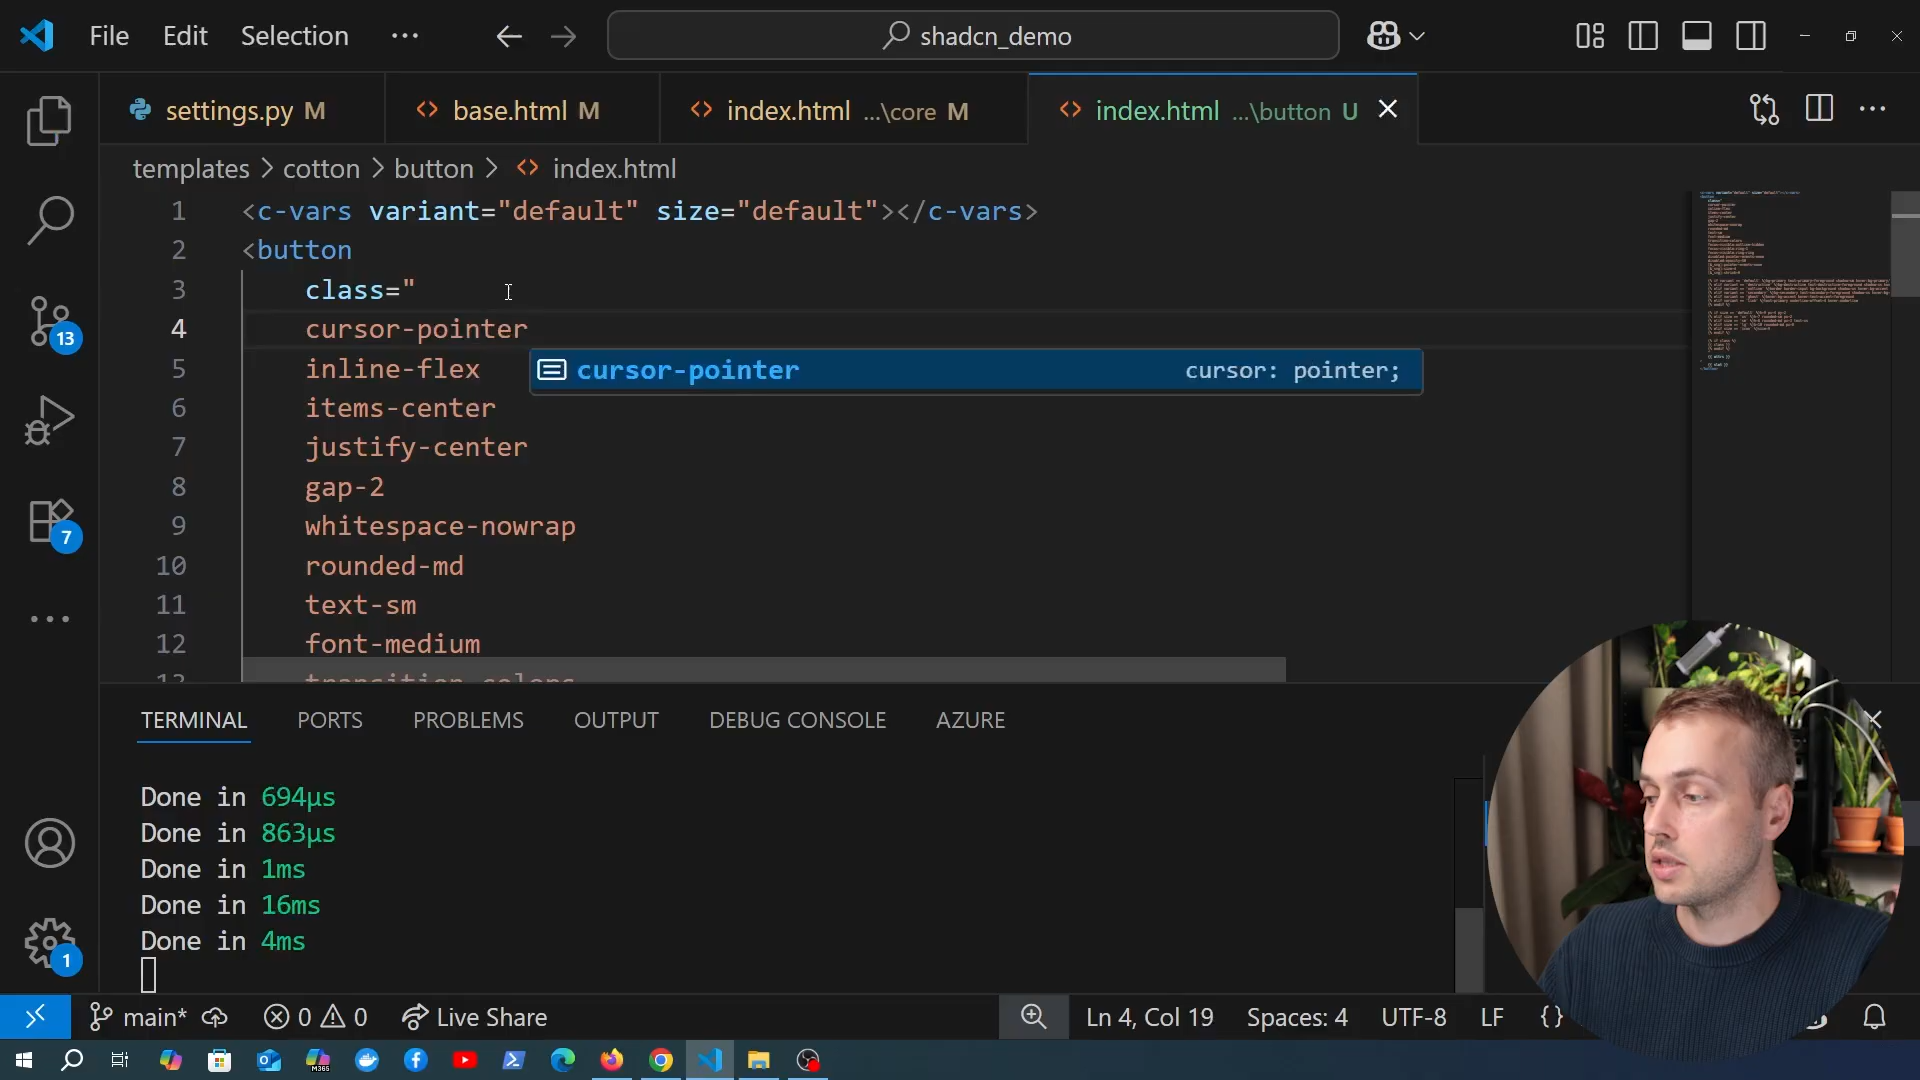 File Edit Selection ··· shadcn_demo
settings.py M base.html M index.html ...\core M index.html ...\button U
templates > cotton > button > index.html
1 <c-vars variant="default" size="default"></c-vars>
2 <button
3 class="
4 cursor-pointer
cursor-pointer cursor: pointer;
5 inline-flex
6 items-center
7 justify-center
8 gap-2
9 whitespace-nowrap
10 rounded-md
11 text-sm
12 font-medium
13 transition-colors
13
7
1
TERMINAL PORTS PROBLEMS OUTPUT DEBUG CONSOLE AZURE
Done in 694µs
Done in 863µs
Done in 1ms
Done in 16ms
Done in 4ms
main* 0 0 Live Share Ln 4, Col 19 Spaces: 4 UTF-8 LF {}
M365